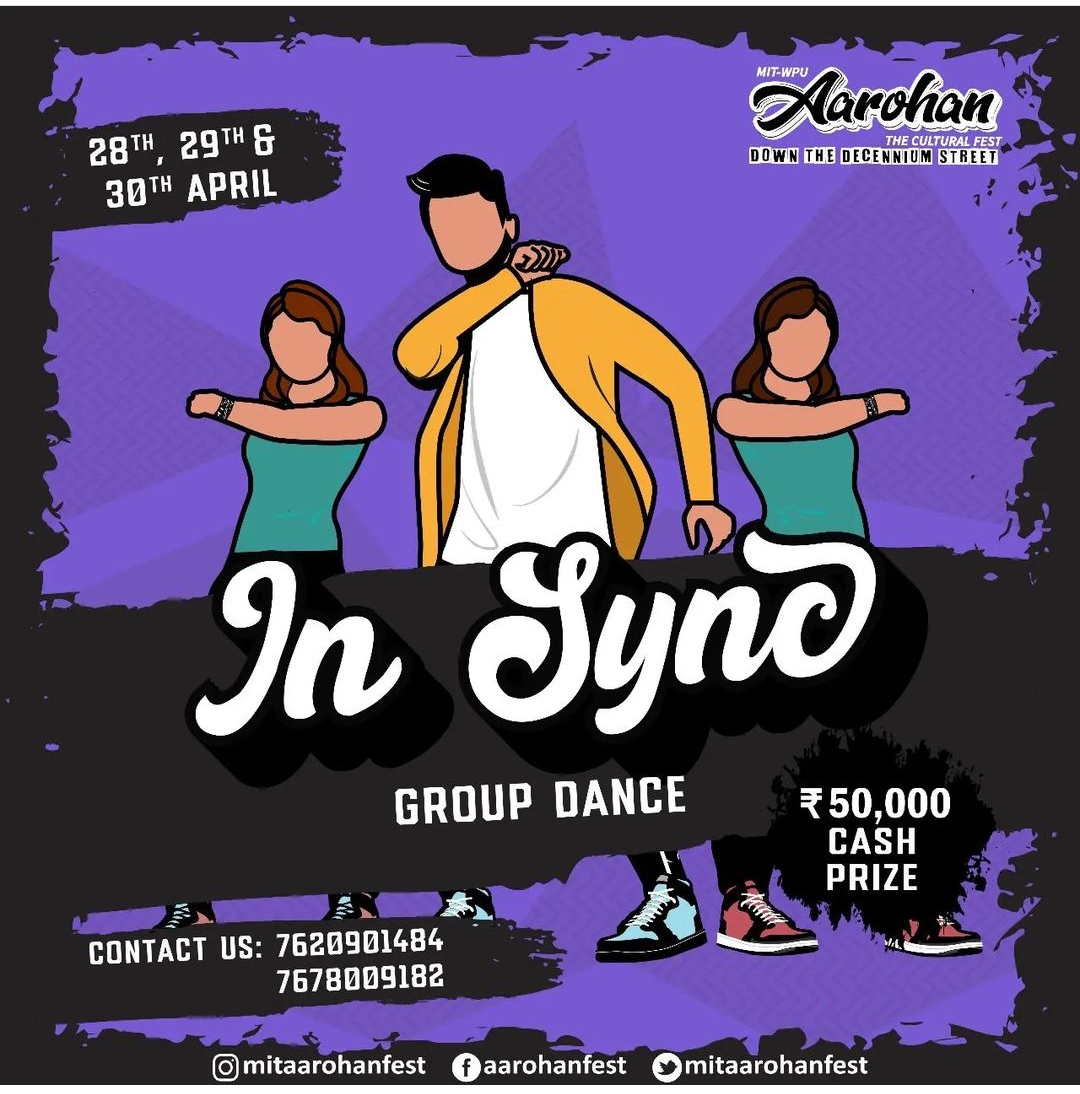 28TH, 29TH &
30TH APRIL
MIT-WPU
Aarohan
THE CULTURAL FEST
DOWN THE DECENNIUM STREET
In Sync
GROUP DANCE
₹50,000
CASH
PRIZE
CONTACT US: 7620901484
7678009182
mitaarohanfest aarohanfest mitaarohanfest